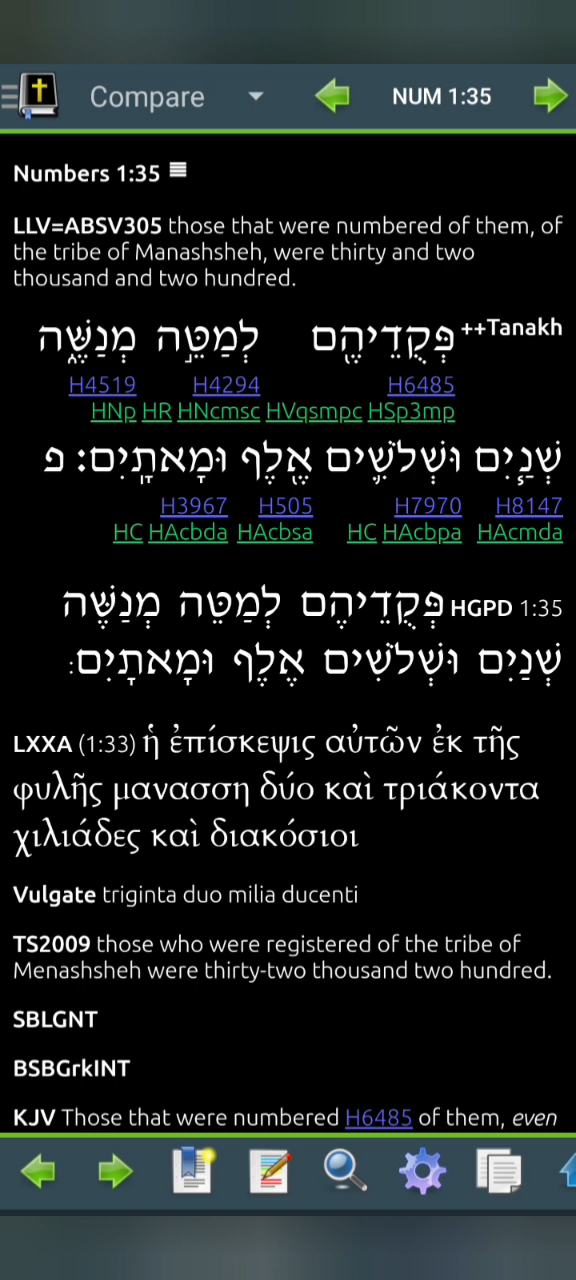 Compare
NUM 1:35
Numbers 1:35
LLV=ABSV305 those that were numbered of them, of
the tribe of Manashsheh, were thirty and two
thousand and two hundred.
++Tanakh פְּקֻדֵיהֶ֖ם לְמַטֵּ֣ה מְנַשֶּׁ֑ה
H6485 H4294 H4519
HNp HR HNcmsc HVqsmpc HSp3mp
שְׁנַ֧יִם וּשְׁלֹשִׁ֛ים אֶ֖לֶף וּמָאתָֽיִם׃ פ
H8147 H7970 H505 H3967
HC HAcbda HAcbsa HC HAcbpa HAcmda
HGPD 1:35 פְּקֻדֵיהֶם לְמַטֵּה מְנַשֶּׁה
שְׁנַיִם וּשְׁלֹשִׁים אֶלֶף וּמָאתָיִם׃
LXXA (1:33) ἡ ἐπίσκεψις αὐτῶν ἐκ τῆς
φυλῆς μανασση δύο καὶ τριάκοντα
χιλιάδες καὶ διακόσιοι
Vulgate triginta duo milia ducenti
TS2009 those who were registered of the tribe of
Menashsheh were thirty-two thousand two hundred.
SBLGNT
BSBGrkINT
KJV Those that were numbered H6485 of them, even